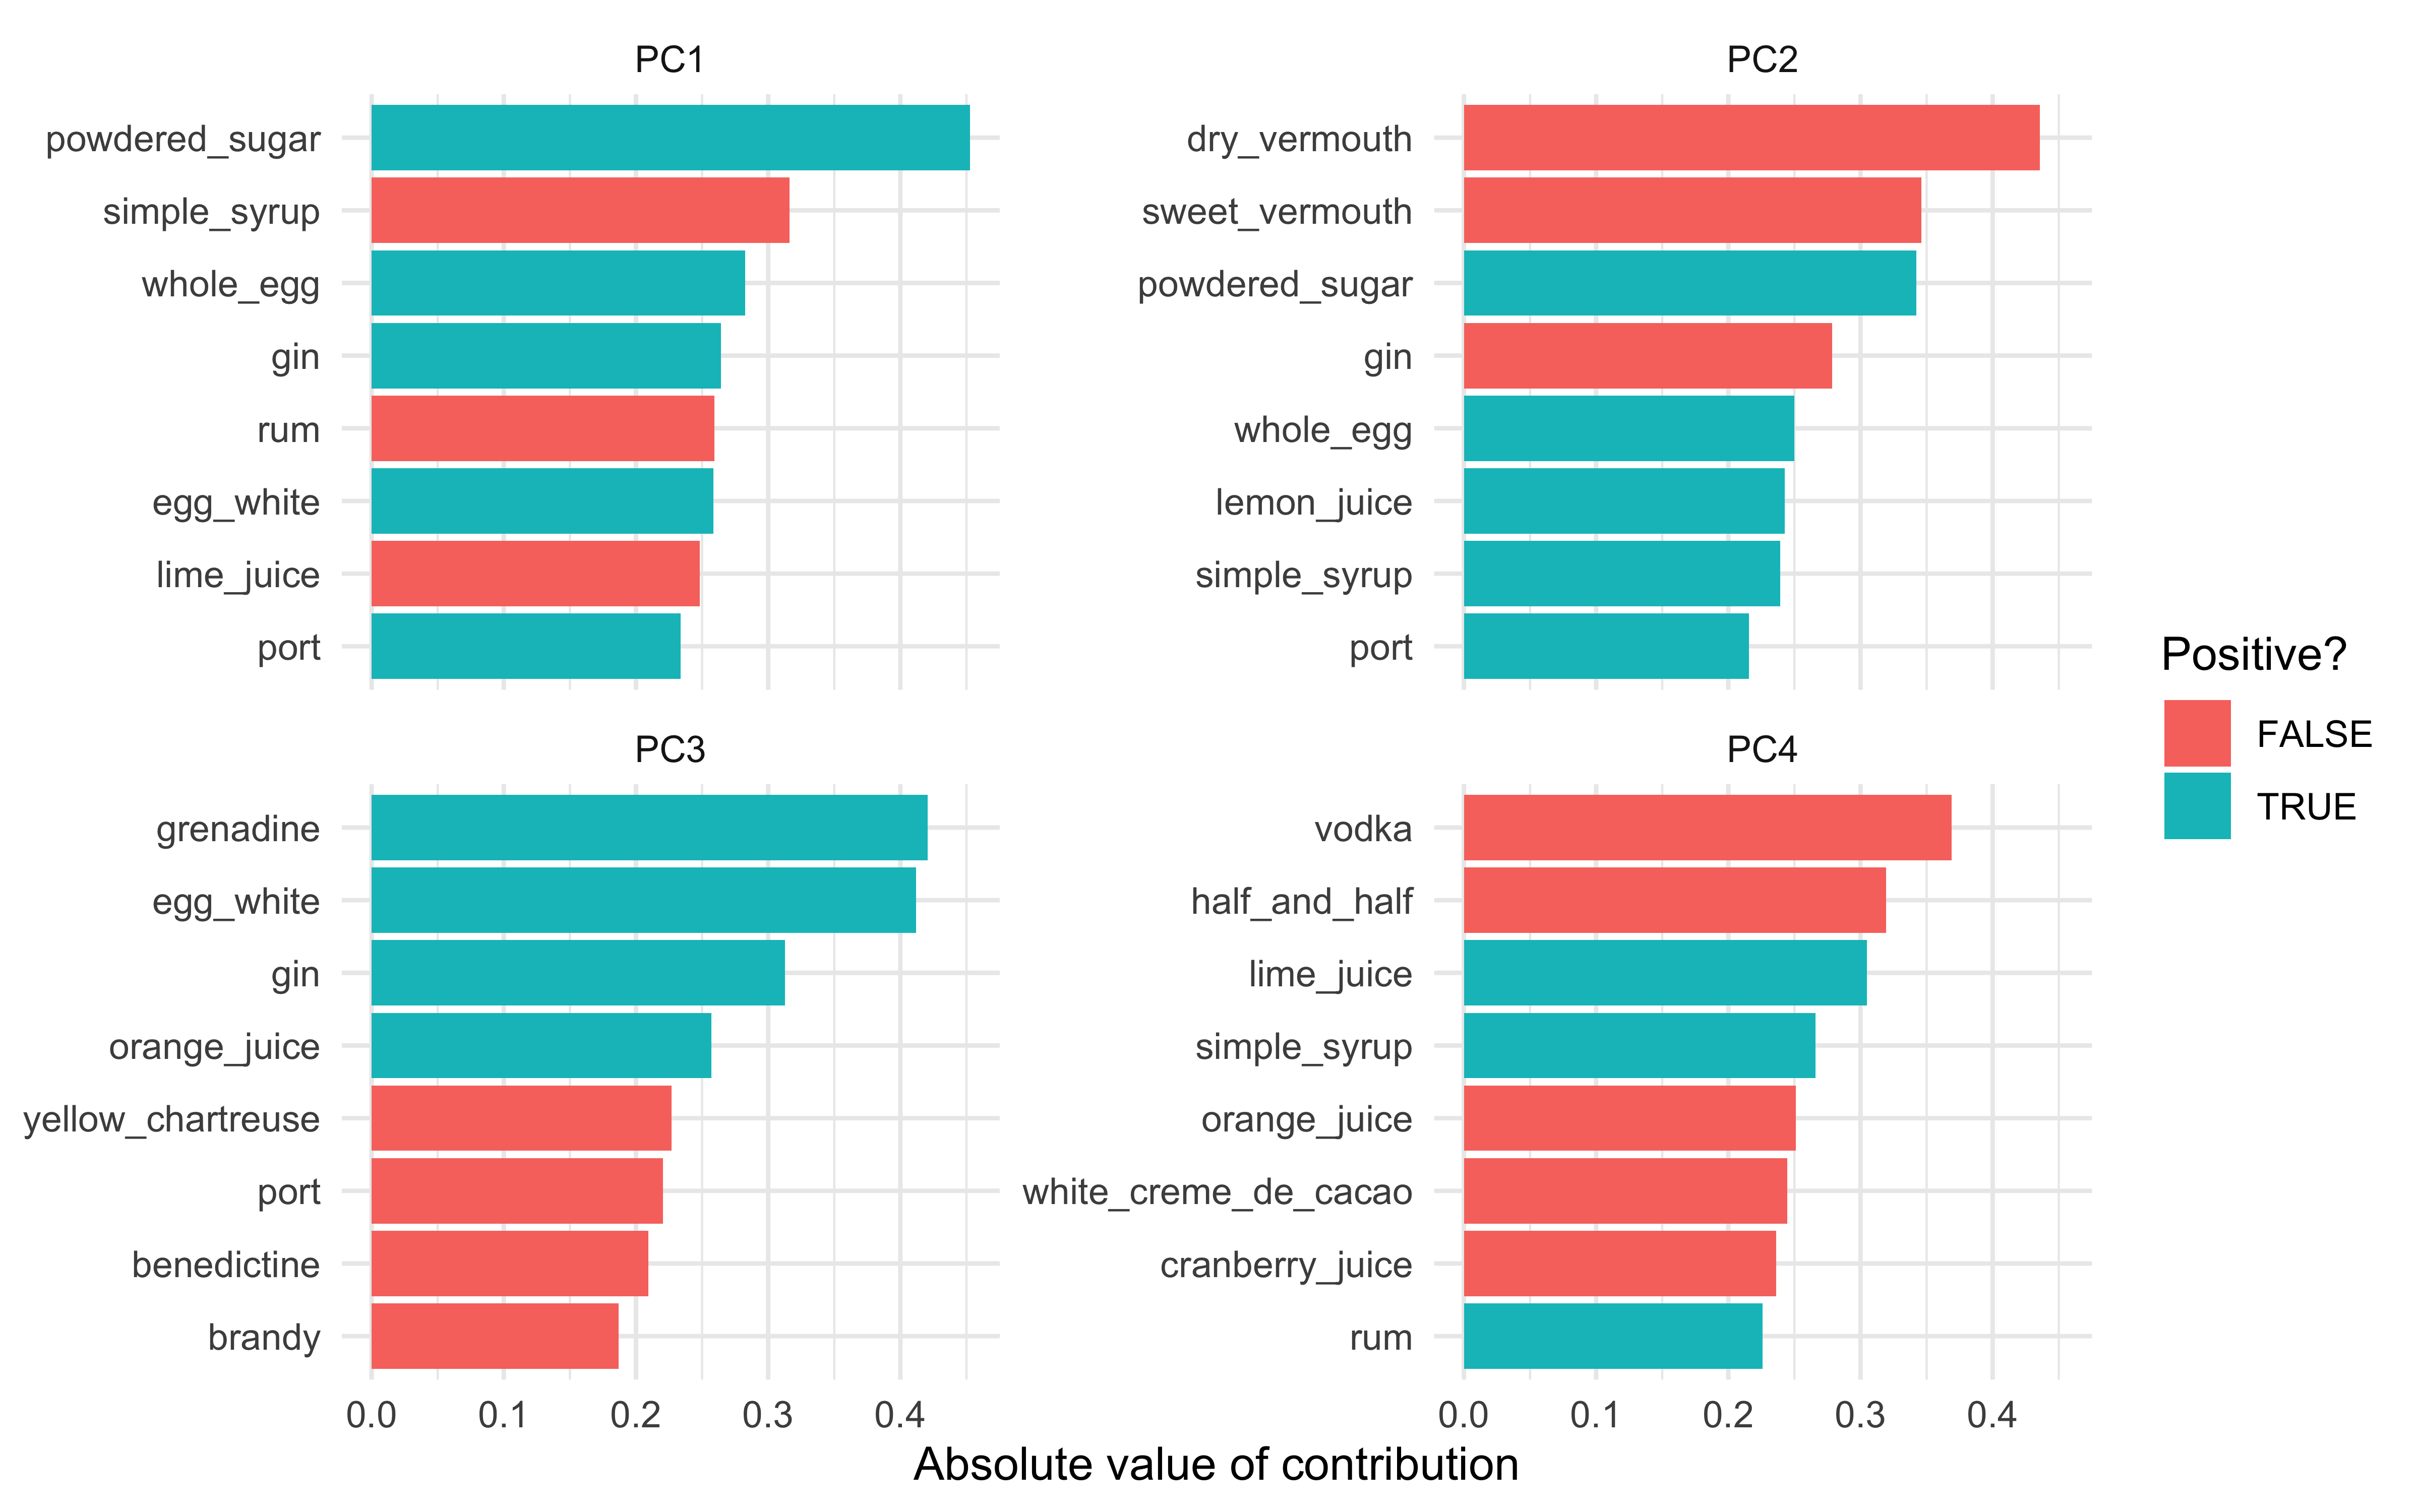 PC1
powdered_sugar
simple_syrup
whole_egg
gin
rum
egg_white
lime_juice
port
PC2
dry_vermouth
sweet_vermouth
powdered_sugar
gin
whole_egg
lemon_juice
simple_syrup
port
PC3
grenadine
egg_white
gin
orange_juice
yellow_chartreuse
port
benedictine
brandy
0.0 0.1 0.2 0.3 0.4
PC4
vodka
half_and_half
lime_juice
simple_syrup
orange_juice
white_creme_de_cacao
cranberry_juice
rum
0.0 0.1 0.2 0.3 0.4
Absolute value of contribution
Positive?
FALSE
TRUE